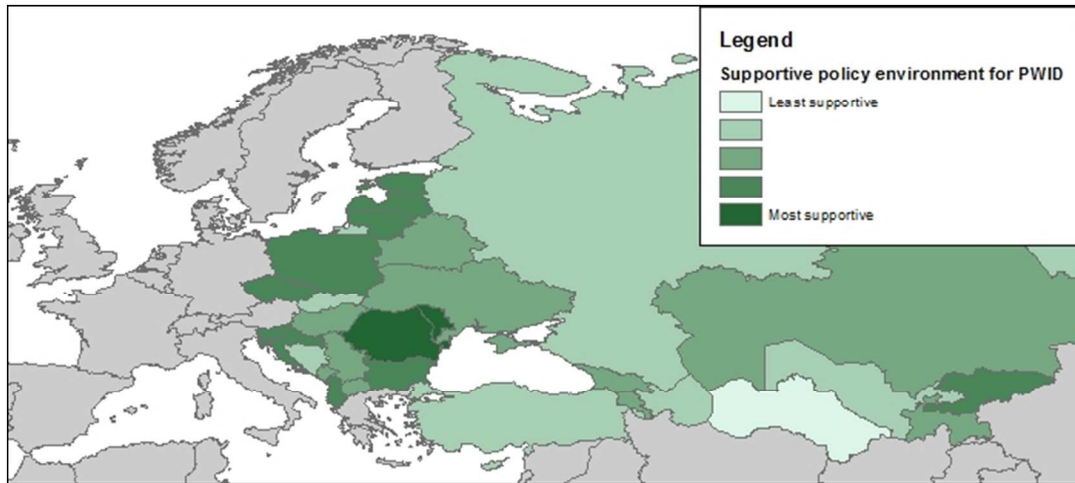 Legend
Supportive policy environment for PWID
Least supportive
Most supportive